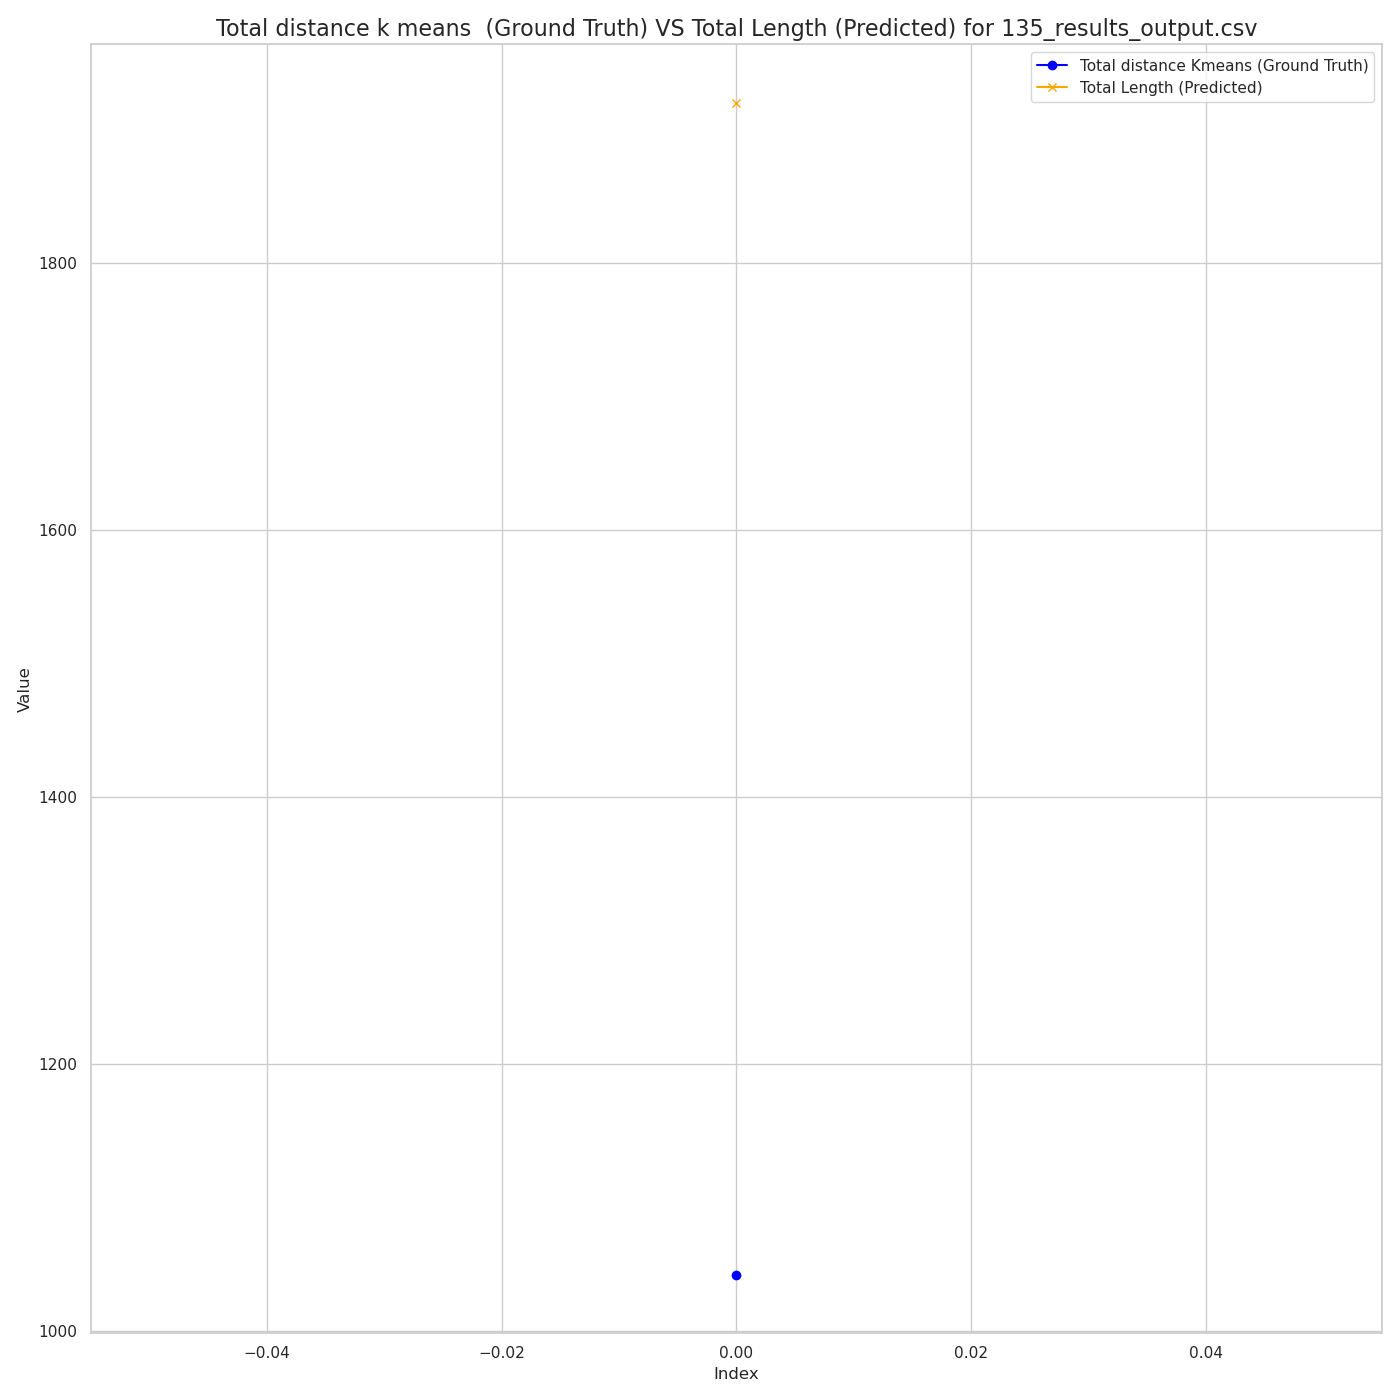 Total distance k means  (Ground Truth) VS Total Length (Predicted) for 135_results_output.csv
Total distance Kmeans (Ground Truth)
Total Length (Predicted)
1800
1600
1400
1200
1000
Value
−0.04
−0.02
0.00
0.02
0.04
Index